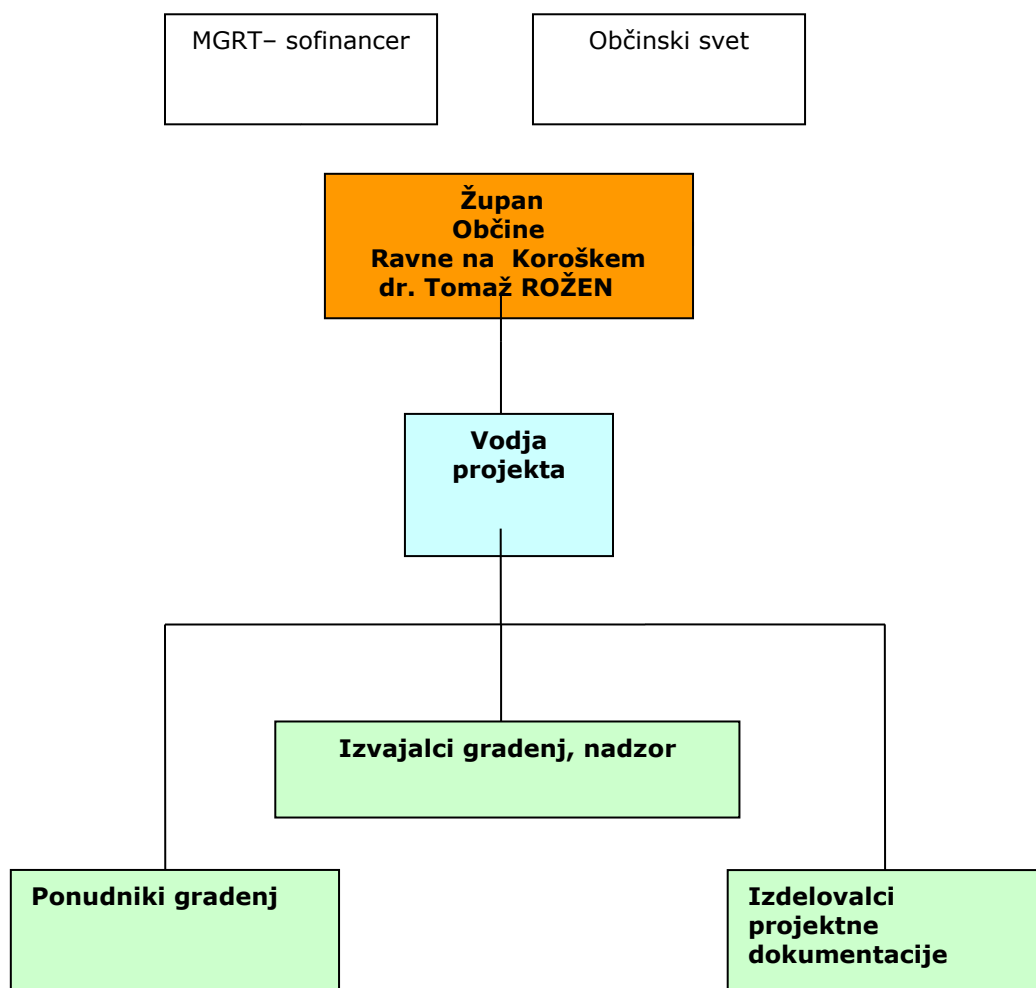 MGRT– sofinancer
Občinski svet
Župan
Občine
Ravne na Koroškem
dr. Tomaž ROŽEN
Vodja
projekta
Izvajalci gradenj, nadzor
Ponudniki gradenj
Izdelovalci
projektne
dokumentacije